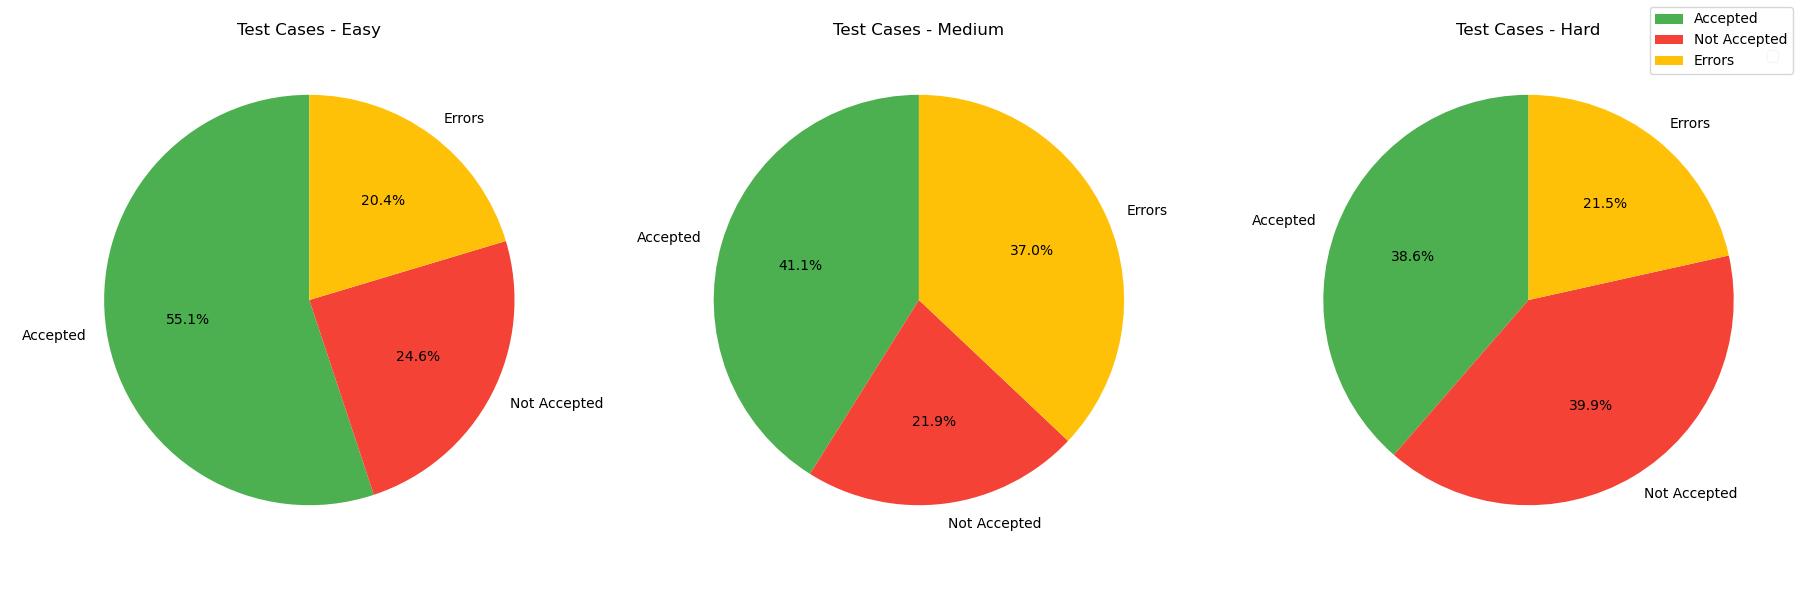 Test Cases - Easy
Errors
20.4%
Accepted
55.1%
24.6%
Not Accepted
Test Cases - Medium
Errors
Accepted
37.0%
41.1%
21.9%
Not Accepted
Test Cases - Hard
Errors
21.5%
Accepted
38.6%
39.9%
Not Accepted
Accepted
Not Accepted
Errors